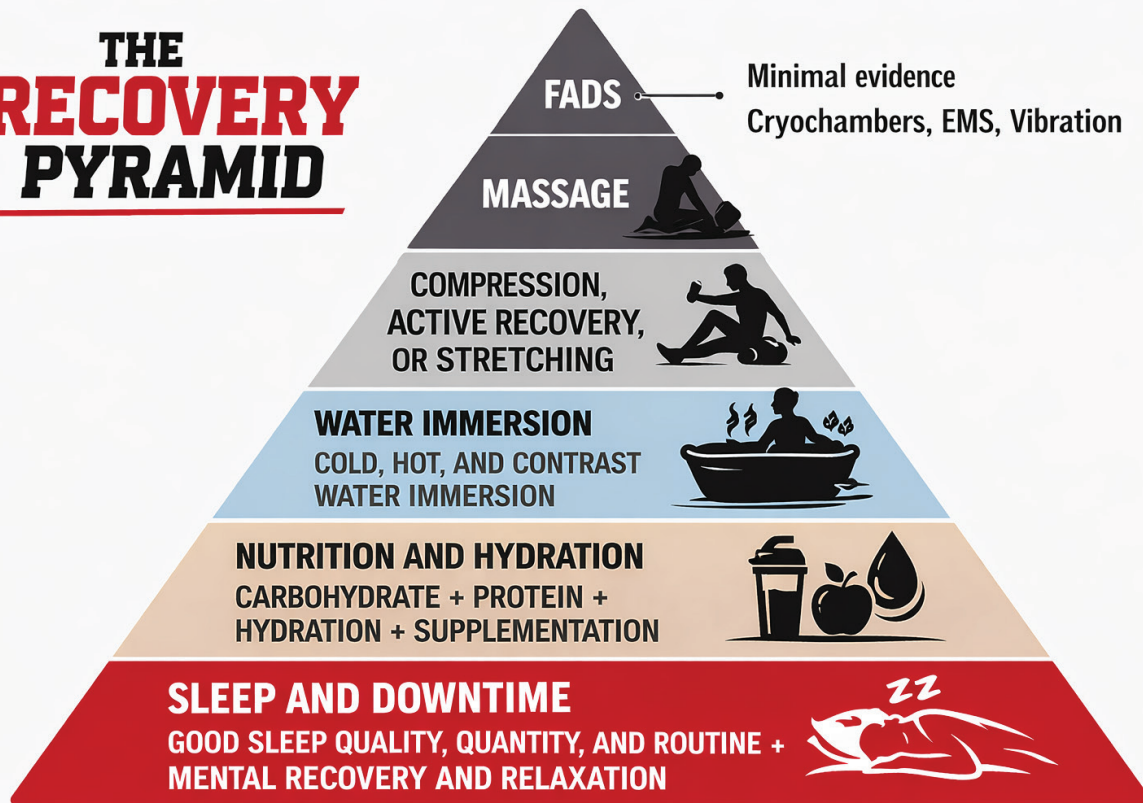 THE
RECOVERY
PYRAMID
FADS
Minimal evidence
Cryochambers, EMS, Vibration
MASSAGE
COMPRESSION,
ACTIVE RECOVERY,
OR STRETCHING
WATER IMMERSION
COLD, HOT, AND CONTRAST
WATER IMMERSION
NUTRITION AND HYDRATION
CARBOHYDRATE + PROTEIN +
HYDRATION + SUPPLEMENTATION
ZZ
SLEEP AND DOWNTIME
GOOD SLEEP QUALITY, QUANTITY, AND ROUTINE +
MENTAL RECOVERY AND RELAXATION